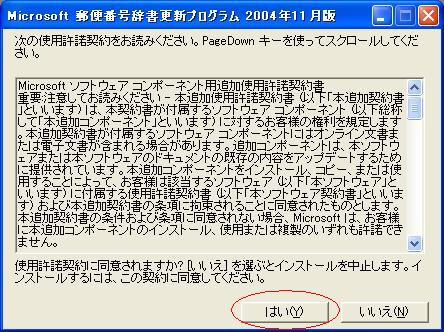 Microsoft 郵便番号辞書更新プログラム 2004年11月版
次の使用許諾契約をお読みください。PageDown キーを使ってスクロールしてくだ
さい。
Microsoft ソフトウェア コンポーネント用追加使用許諾契約書
重要:注意してお読みください - 本追加使用許諾契約書 (以下「本追加契約書
」といいます) は、本契約書が付属するソフトウェア コンポーネント (以下総称
して「本追加コンポーネント」といいます) に対するお客様の権利を規定します
。本追加契約書が付属するソフトウェア コンポーネントにはオンライン文書ま
たは電子文書が含まれる場合があります。追加コンポーネントは、本ソフトウ
ェアまたは本ソフトウェアのドキュメントの既存の内容をアップデートするため
に提供されています。本追加コンポーネントをインストール、コピー、または使
用することによって、お客様は該当するソフトウェア (以下「本ソフトウェア」と
いいます) に付属する使用許諾契約書 (以下「本ソフトウェア契約書」といいま
す) および本追加契約書の条項に拘束されることに同意されたものとします。
本追加契約書の条件および条項に同意されない場合、Microsoft は、お客様
に本追加コンポーネントのインストール、使用または複製のいずれも許諾でき
ません。
使用許諾契約に同意されますか? [いいえ] を選ぶとインストールを中止します。イ
ンストールするには、この契約に同意してください。
はい(Y)
いいえ(N)